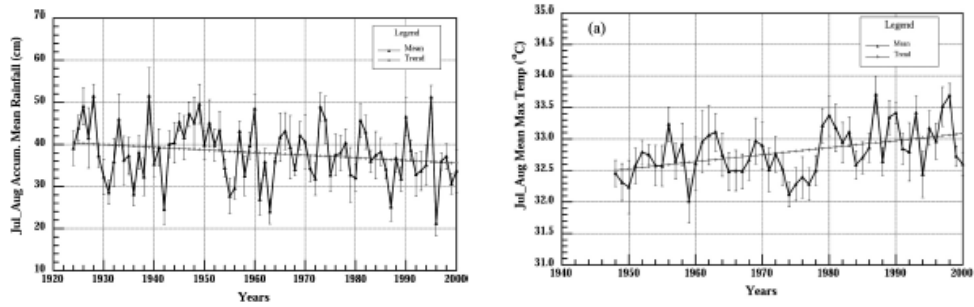 Jul_Aug Accum. Mean Rainfall (cm)
70
60
50
40
30
20
10
Legend
Mean
Trend
1920 1930 1940 1950 1960 1970 1980 1990 2000
Years
Jul_Aug Mean Max Temp (°C)
(a)
35.0
34.5
34.0
33.5
33.0
32.5
32.0
31.5
31.0
Legend
Mean
Trend
1940 1950 1960 1970 1980 1990 2000
Years